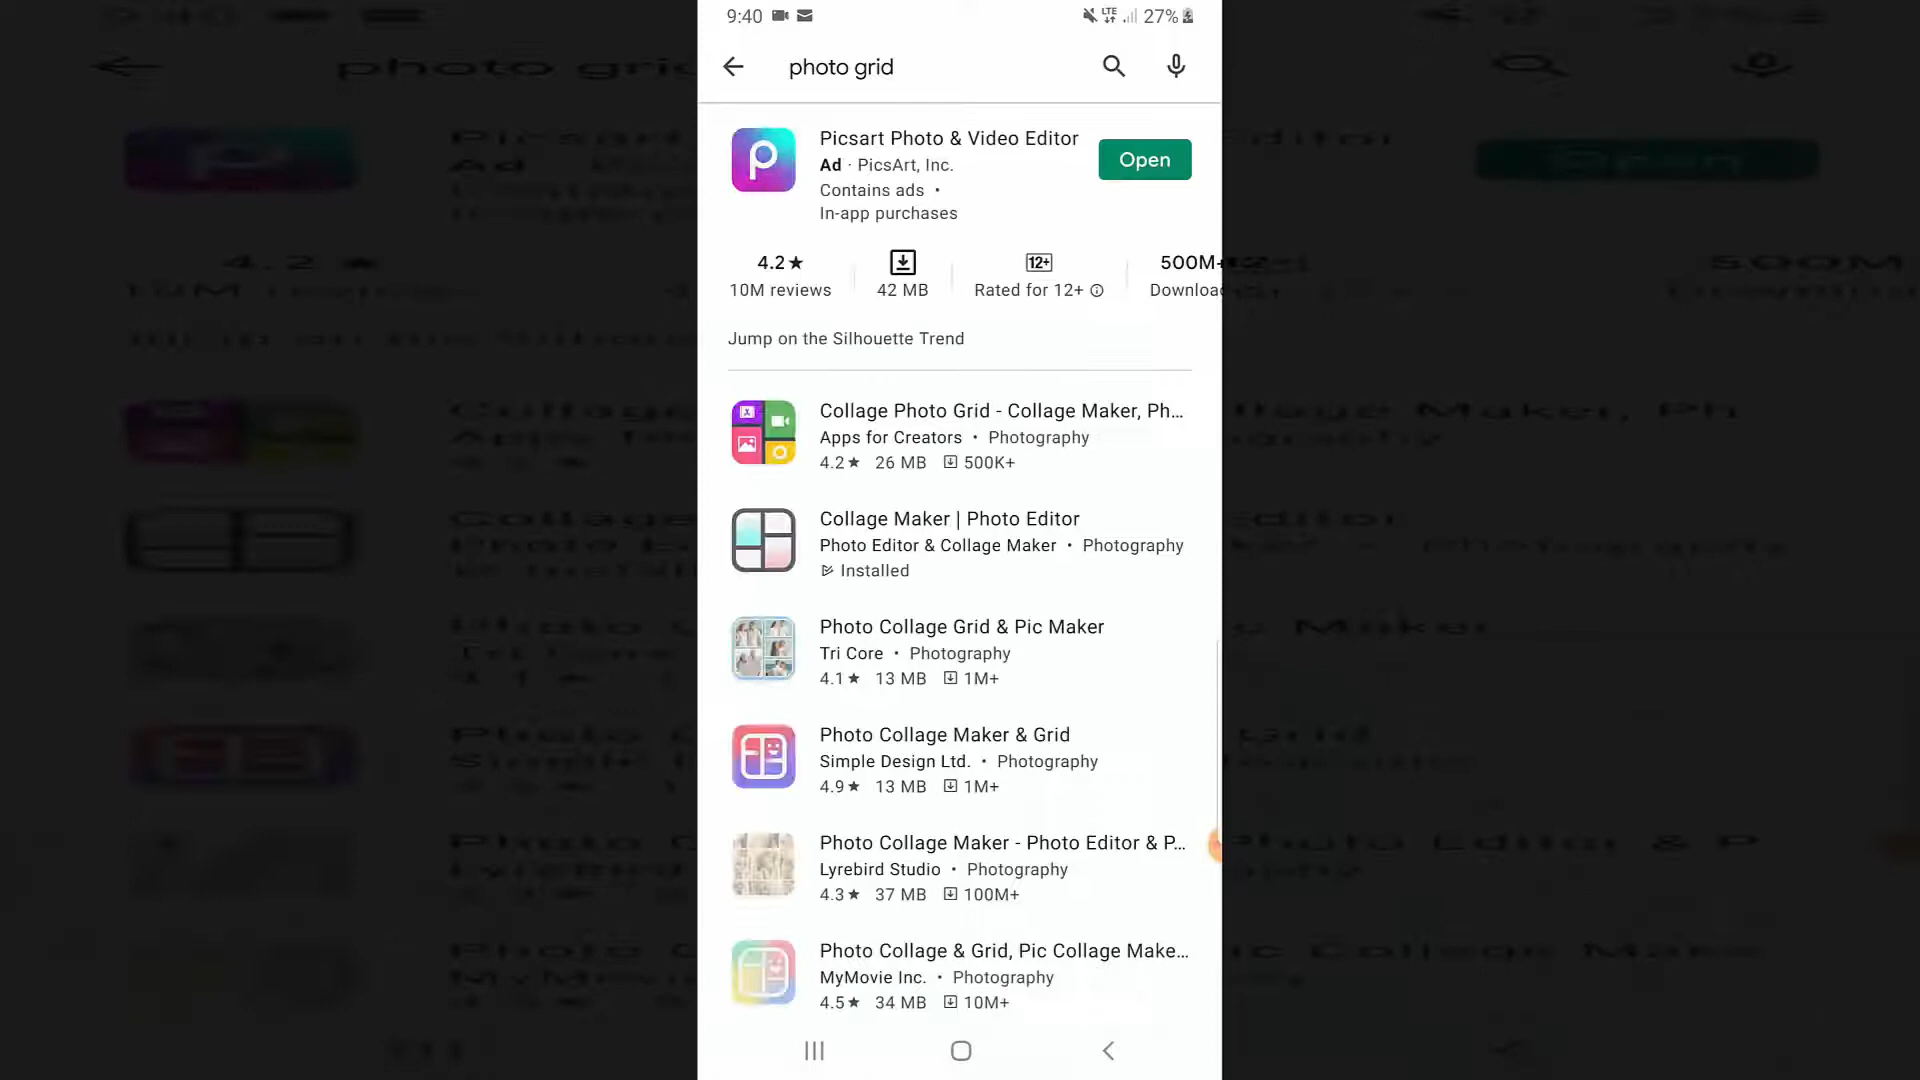 9:40
LTE
27%
photo grid
Picsart Photo & Video Editor
Ad · PicsArt, Inc.
Contains ads •
In-app purchases
Open
4.2★
10M reviews
42 MB
12+
Rated for 12+
500M+
Downloa
Jump on the Silhouette Trend
Collage Photo Grid - Collage Maker, Ph...
Apps for Creators • Photography
4.2★ 26 MB 500K+
Collage Maker | Photo Editor
Photo Editor & Collage Maker • Photography
Installed
Photo Collage Grid & Pic Maker
Tri Core • Photography
4.1★ 13 MB 1M+
Photo Collage Maker & Grid
Simple Design Ltd. • Photography
4.9★ 13 MB 1M+
Photo Collage Maker - Photo Editor & P...
Lyrebird Studio • Photography
4.3★ 37 MB 100M+
Photo Collage & Grid, Pic Collage Make...
MyMovie Inc. • Photography
4.5★ 34 MB 10M+